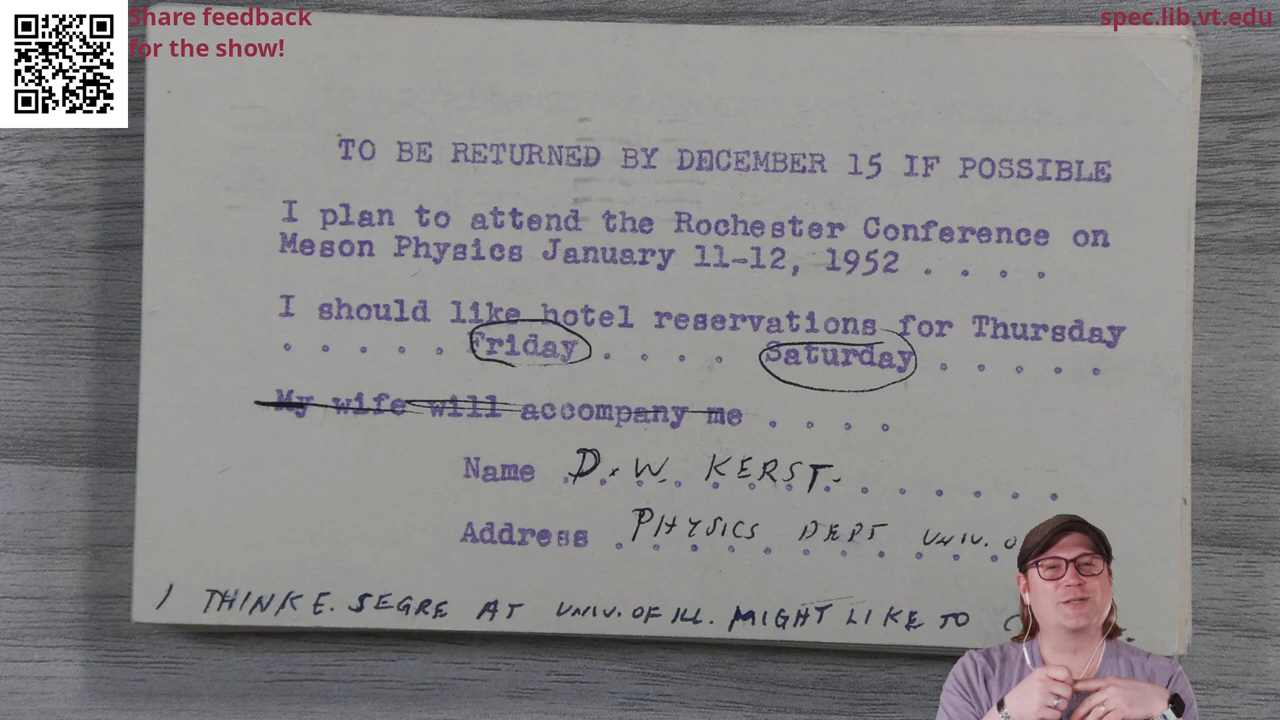 Share feedback
for the show!
spec.lib.vt.edu
TO BE RETURNED BY DECEMBER 15 IF POSSIBLE
I plan to attend the Rochester Conference on
Meson Physics January 11-12, 1952 . . . .
I should like hotel reservations for Thursday
. . . . . Friday . . . . Saturday . . . . .
My wife will accompany me . . . .
Name D. W. KERST.
Address PHYSICS DEPT UNIV. O
I THINK E. SEGRE AT UNIV. OF ILL. MIGHT LIKE TO